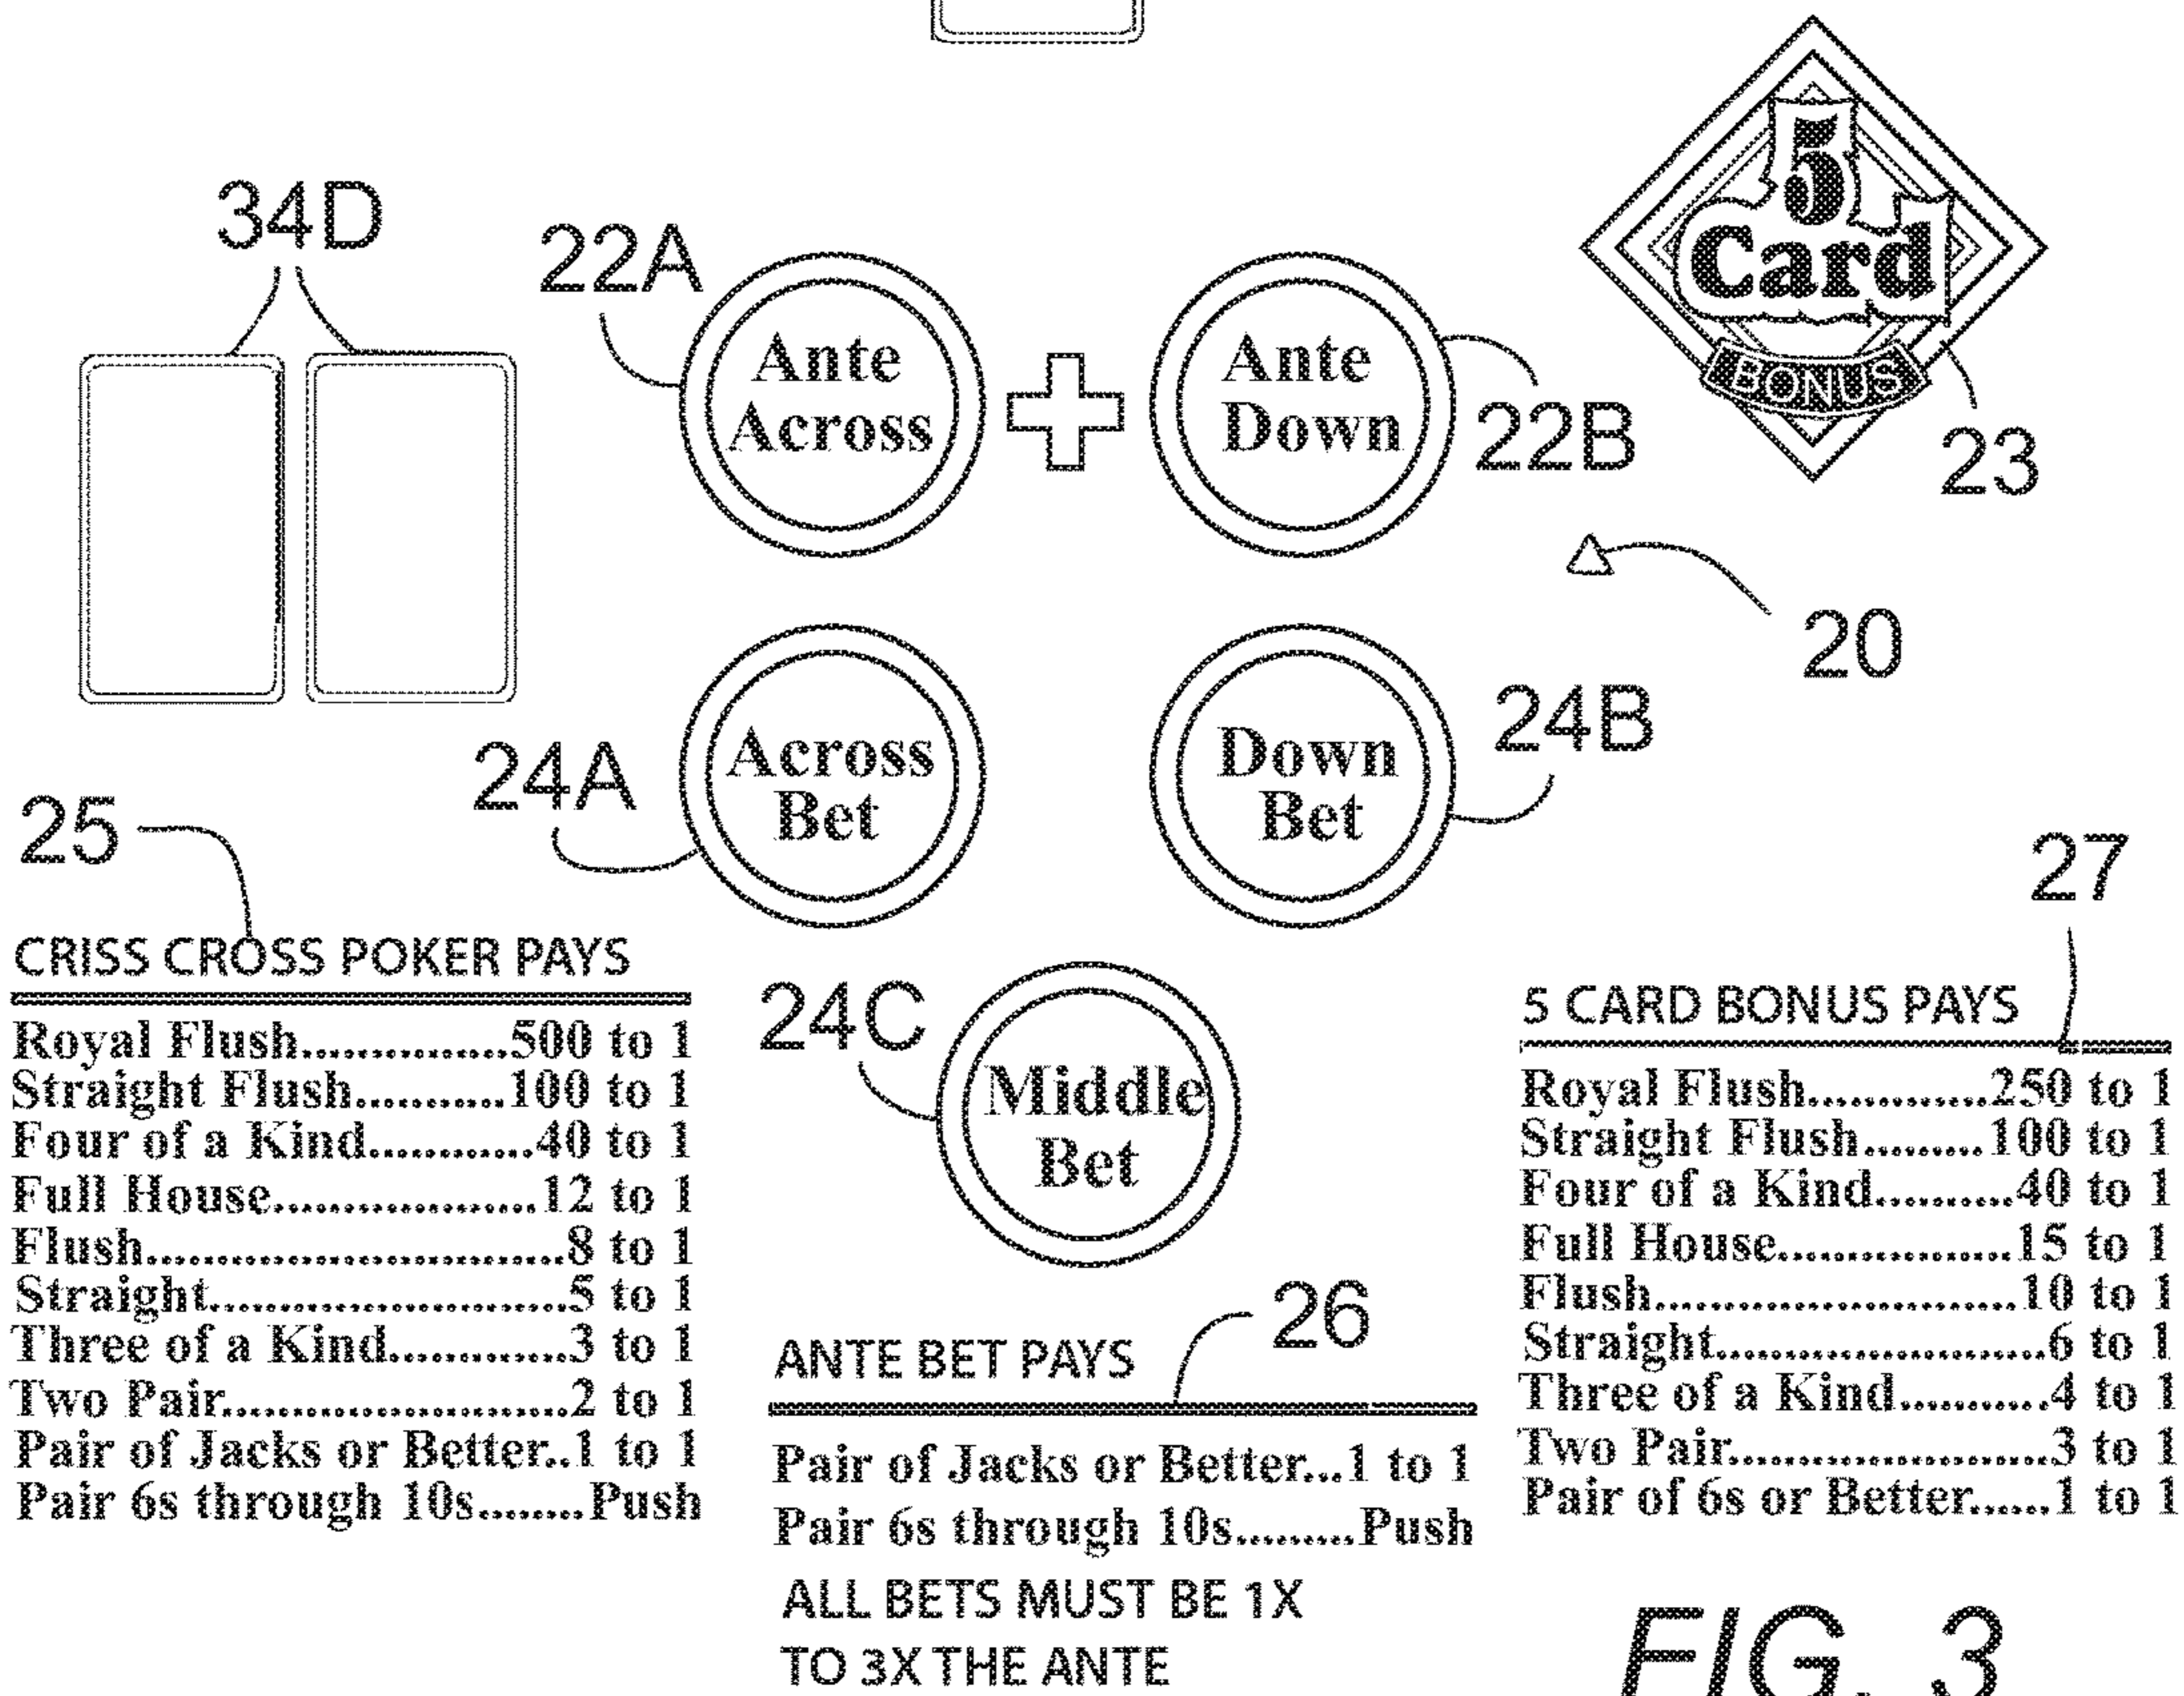 34D
22A
Ante
Across
Ante
Down
22B
5
Card
BONUS
23
20
24A
Across
Bet
Down
Bet
24B
25
27
CRISS CROSS POKER PAYS
Royal Flush...............500 to 1
Straight Flush...........100 to 1
Four of a Kind............40 to 1
Full House...................12 to 1
Flush..............................8 to 1
Straight..........................5 to 1
Three of a Kind.............3 to 1
Two Pair.........................2 to 1
Pair of Jacks or Better..1 to 1
Pair 6s through 10s........Push
24C
Middle
Bet
26
ANTE BET PAYS
Pair of Jacks or Better...1 to 1
Pair 6s through 10s.........Push
ALL BETS MUST BE 1X
TO 3X THE ANTE
5 CARD BONUS PAYS
Royal Flush.............250 to 1
Straight Flush.........100 to 1
Four of a Kind..........40 to 1
Full House.................15 to 1
Flush..........................10 to 1
Straight........................6 to 1
Three of a Kind...........4 to 1
Two Pair.......................3 to 1
Pair of 6s or Better......1 to 1
FIG. 3